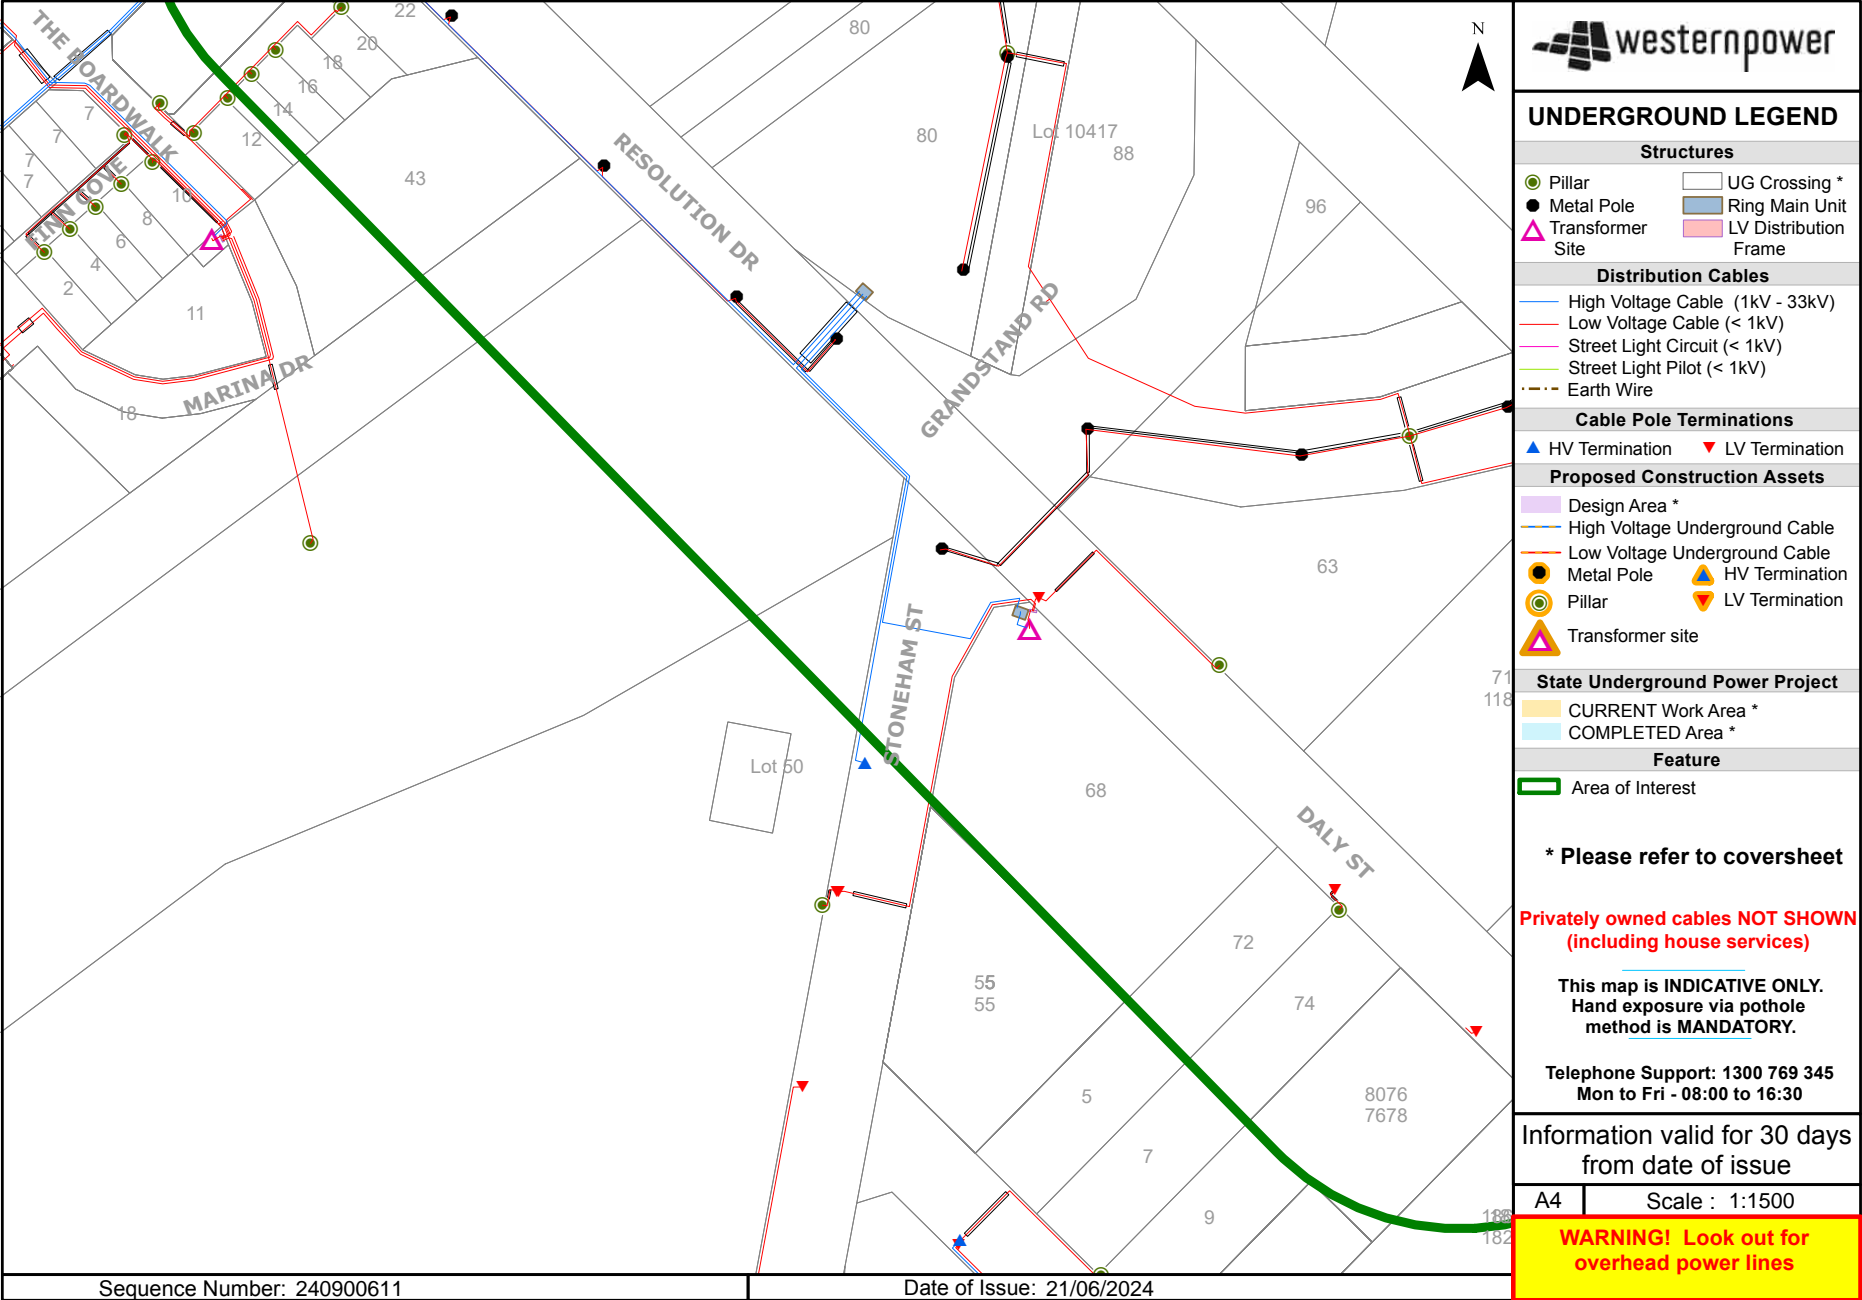 THE BOARDWALK
FINN COVE
MARINA DR
RESOLUTION DR
GRANDSTAND RD
STONEHAM ST
DALY ST
22
20
18
16
14
12
7
7
7
7
10
8
6
4
2
11
18
43
80
80
Lot 10417
88
96
63
71
118
Lot 50
68
72
74
55
55
5
7
9
8076
7678
182
N
westernpower
UNDERGROUND LEGEND
Structures
Pillar
UG Crossing *
Metal Pole
Ring Main Unit
Transformer Site
LV Distribution Frame
Distribution Cables
High Voltage Cable (1kV - 33kV)
Low Voltage Cable (< 1kV)
Street Light Circuit (< 1kV)
Street Light Pilot (< 1kV)
Earth Wire
Cable Pole Terminations
HV Termination
LV Termination
Proposed Construction Assets
Design Area *
High Voltage Underground Cable
Low Voltage Underground Cable
Metal Pole
HV Termination
Pillar
LV Termination
Transformer site
State Underground Power Project
CURRENT Work Area *
COMPLETED Area *
Feature
Area of Interest
* Please refer to coversheet
Privately owned cables NOT SHOWN
(including house services)
This map is INDICATIVE ONLY.
Hand exposure via pothole
method is MANDATORY.
Telephone Support: 1300 769 345
Mon to Fri - 08:00 to 16:30
Information valid for 30 days
from date of issue
A4
Scale : 1:1500
WARNING! Look out for
overhead power lines
Sequence Number: 240900611
Date of Issue: 21/06/2024